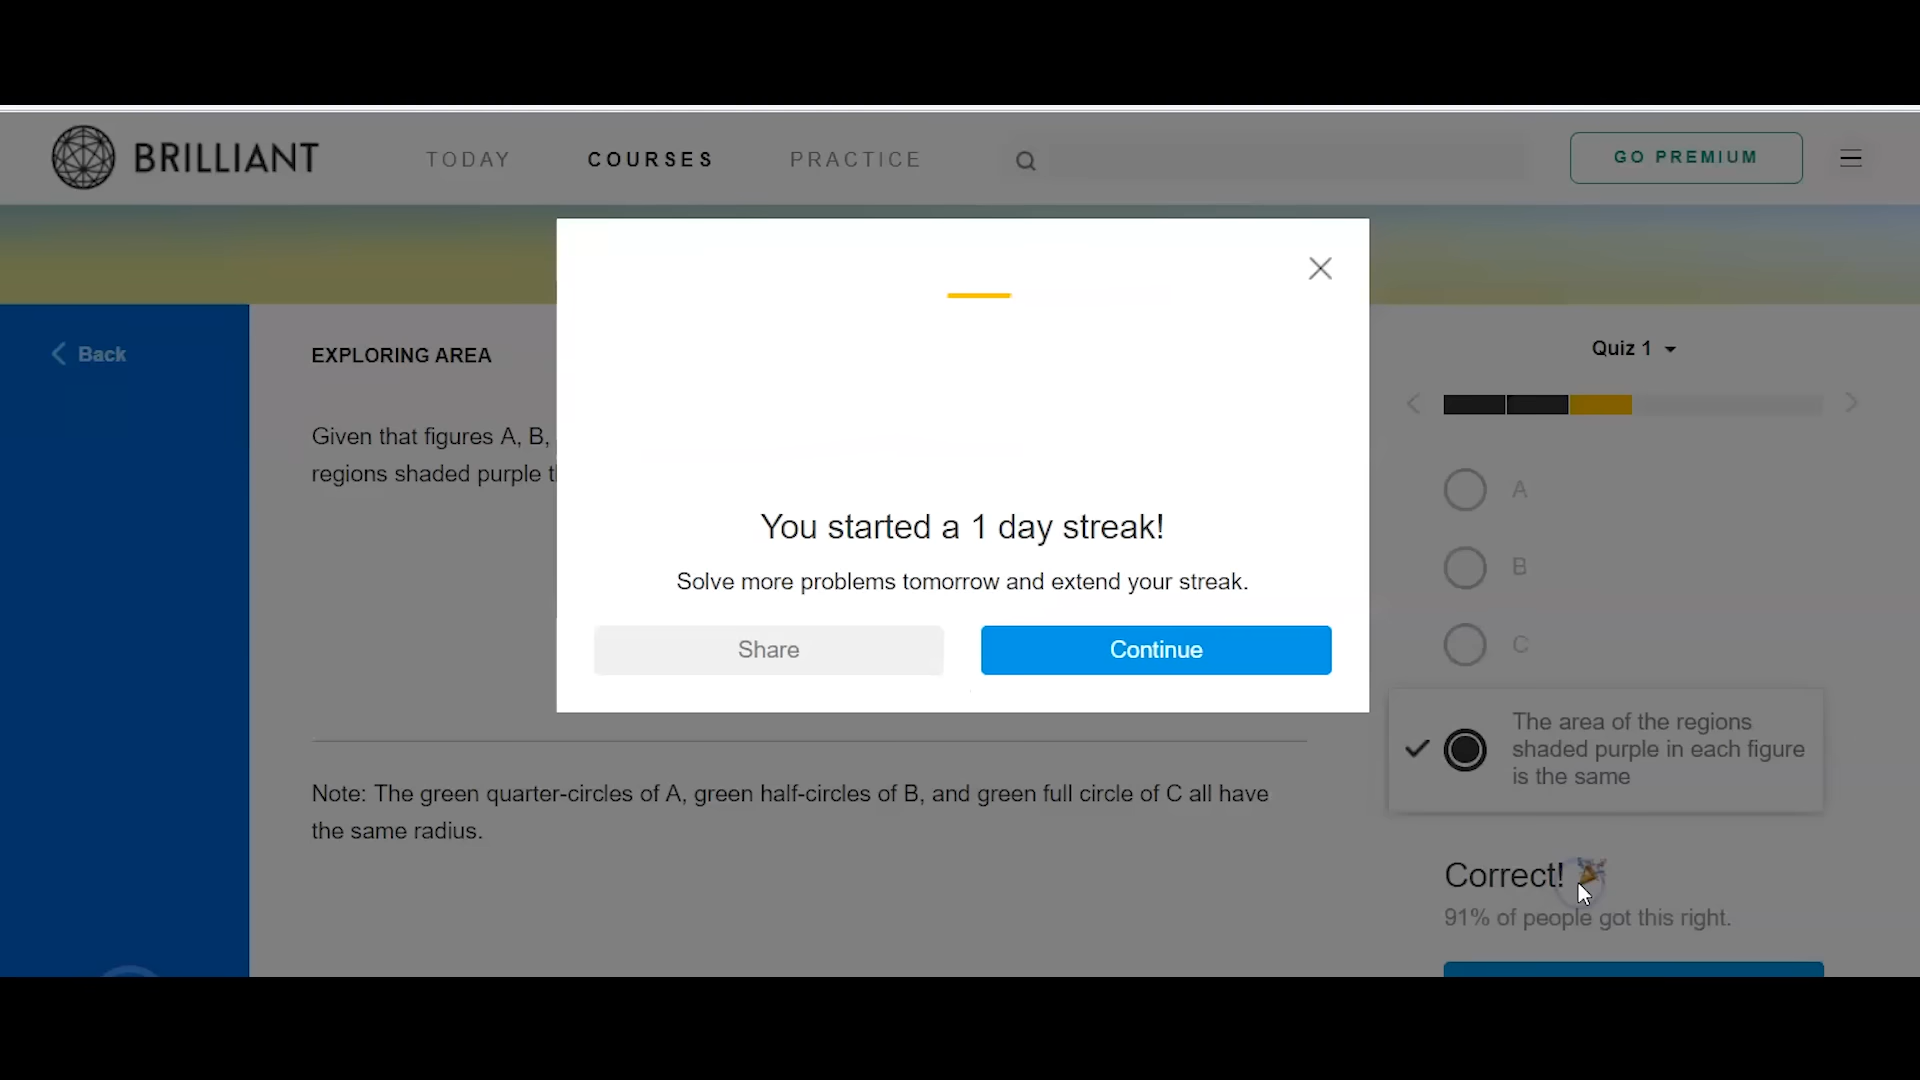 BRILLIANT
TODAY
COURSES
PRACTICE
GO PREMIUM
Back
EXPLORING AREA
Given that figures A, B,
regions shaded purple
You started a 1 day streak!
Solve more problems tomorrow and extend your streak.
Share
Continue
Note: The green quarter-circles of A, green half-circles of B, and green full circle of C all have
the same radius.
Quiz 1
A
B
C
The area of the regions
shaded purple in each figure
is the same
Correct!
91% of people got this right.